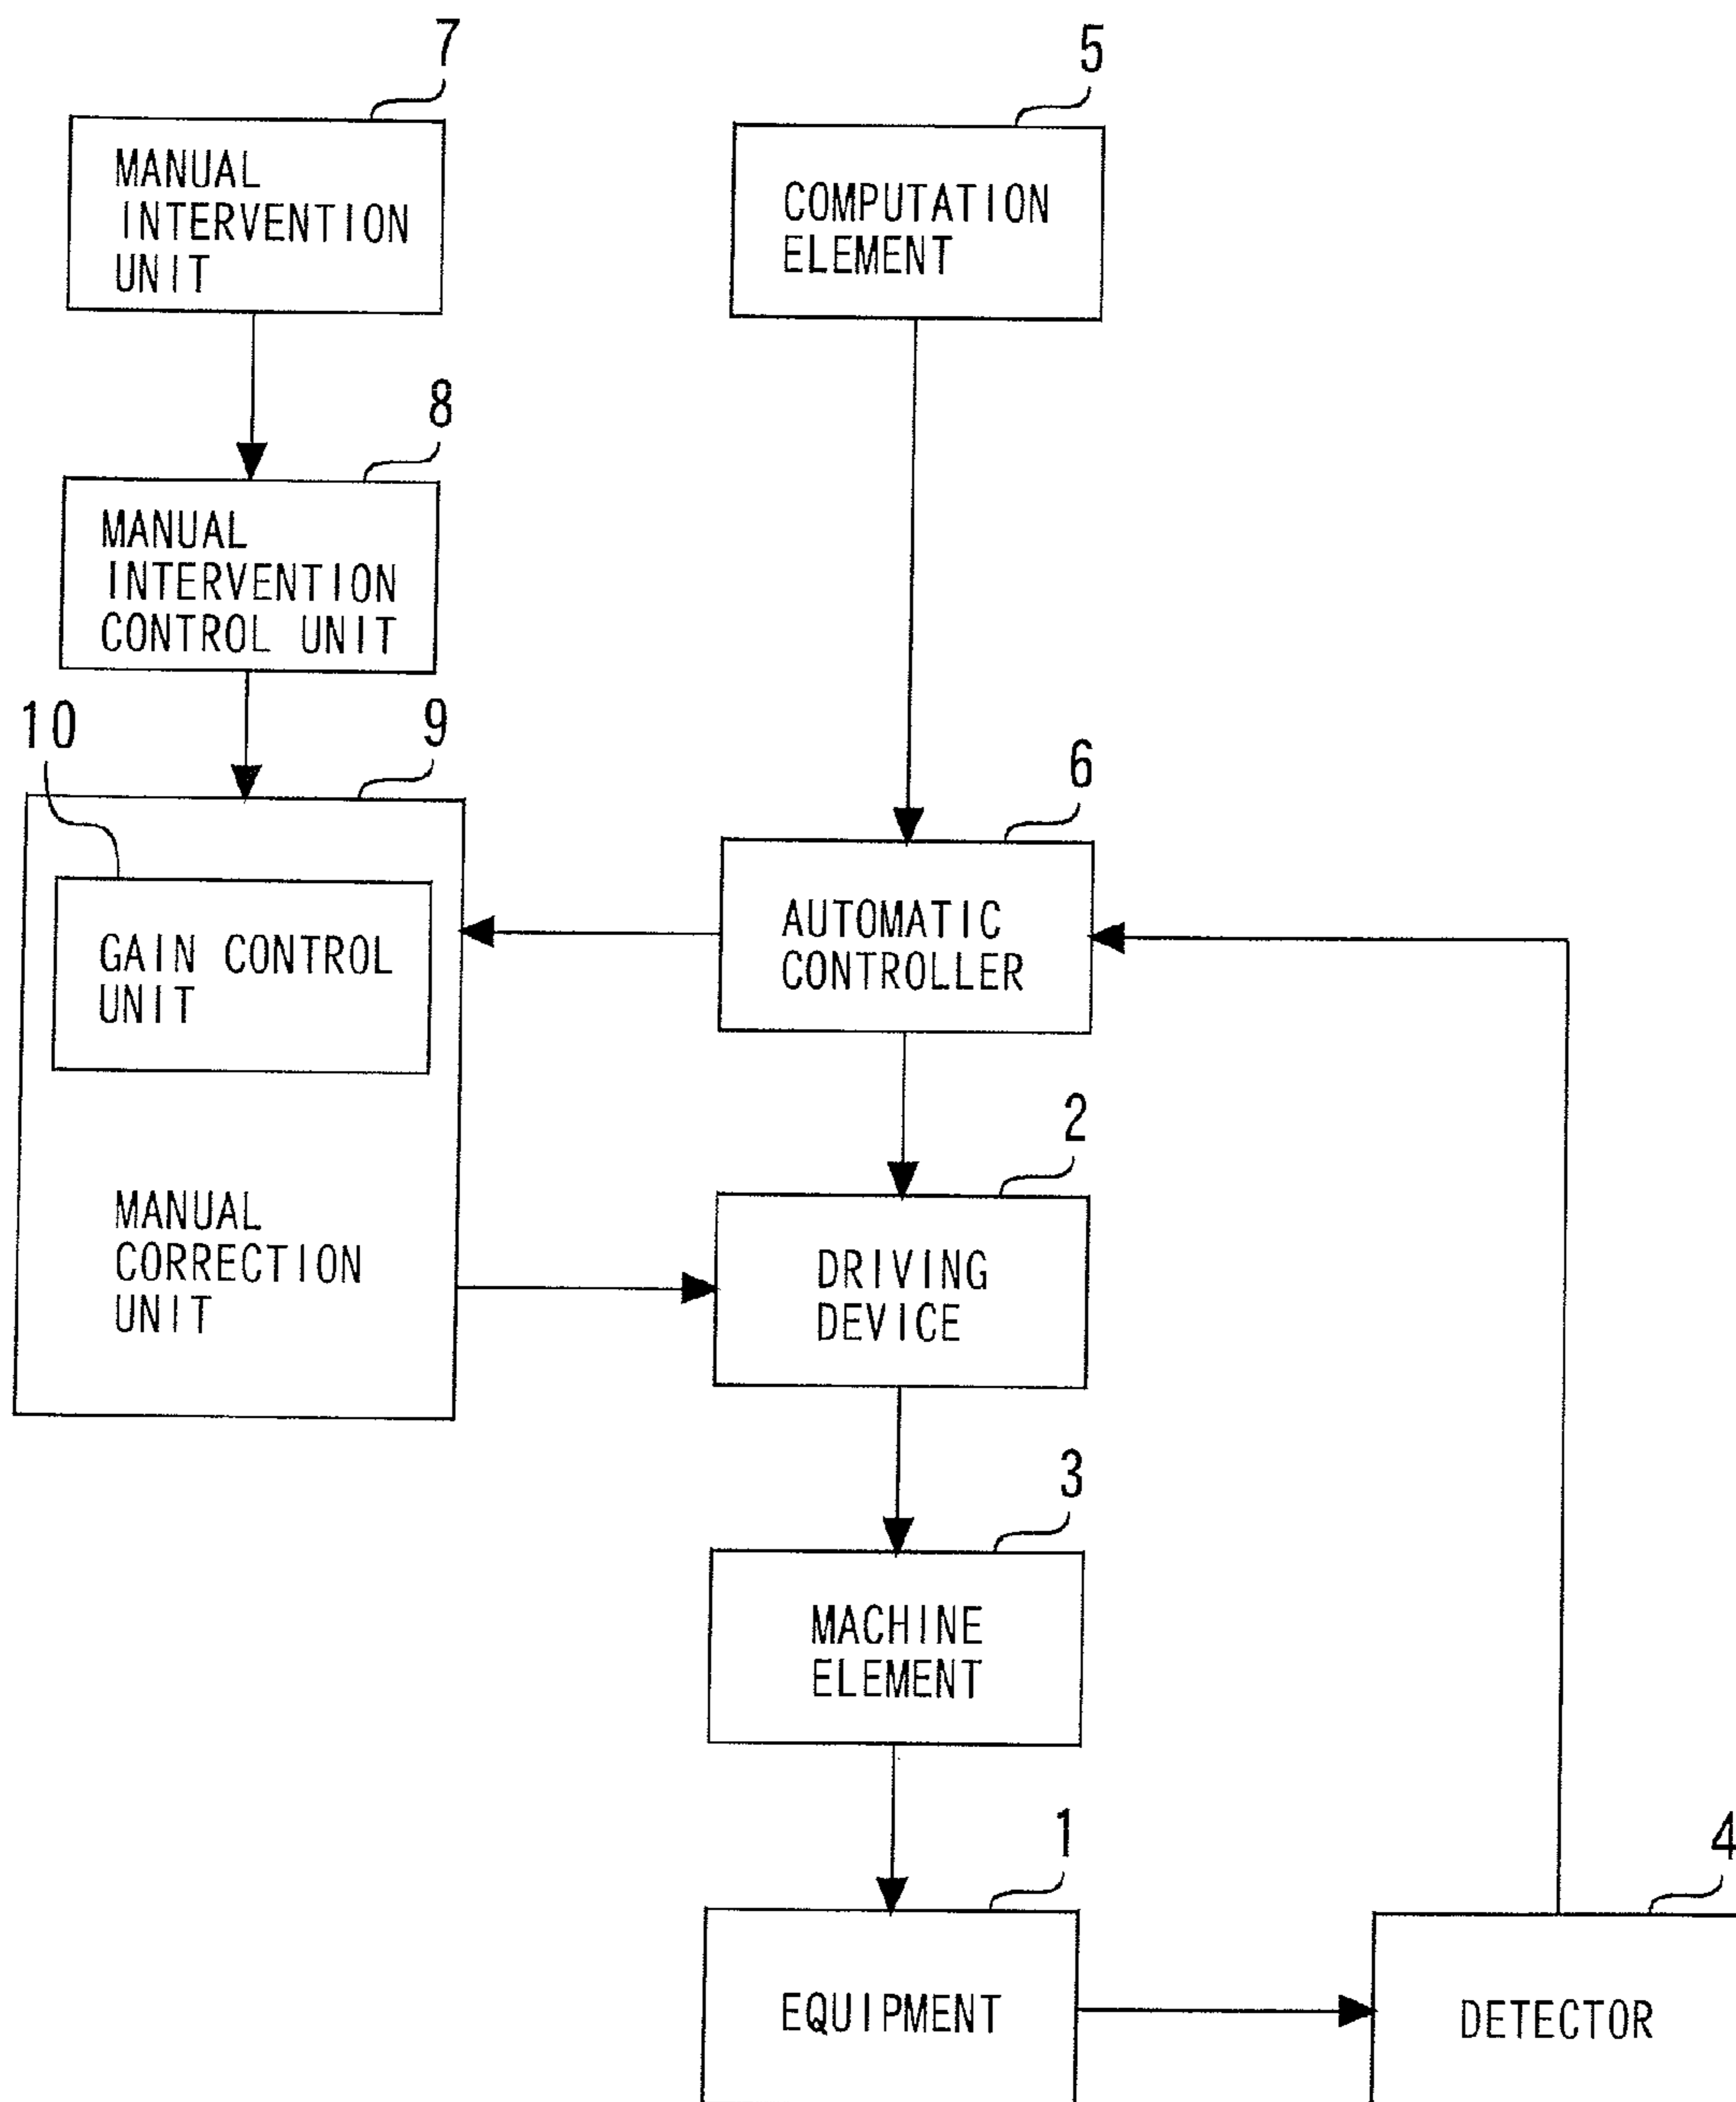 7
MANUAL
INTERVENTION
UNIT
5
COMPUTATION
ELEMENT
8
MANUAL
INTERVENTION
CONTROL UNIT
10
9
GAIN CONTROL
UNIT
MANUAL
CORRECTION
UNIT
6
AUTOMATIC
CONTROLLER
2
DRIVING
DEVICE
3
MACHINE
ELEMENT
1
EQUIPMENT
4
DETECTOR